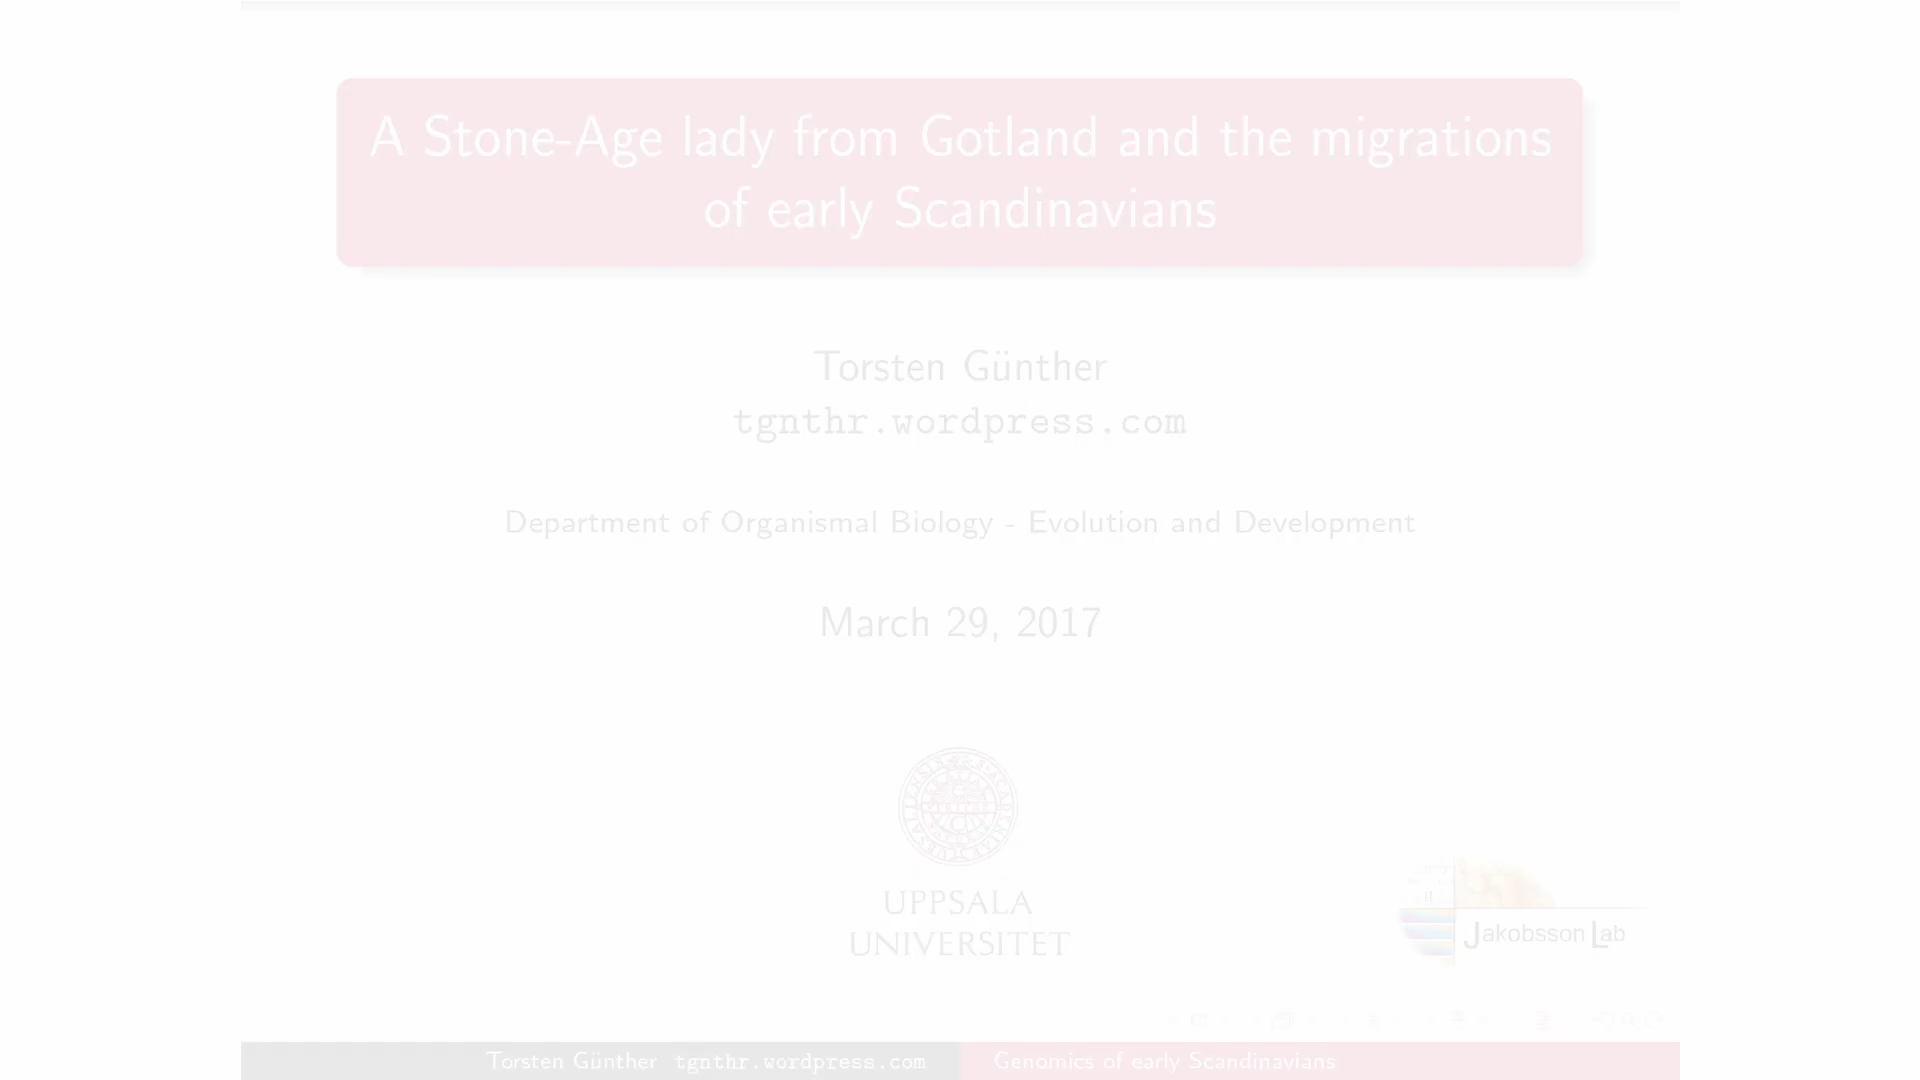 A Stone-Age lady from Gotland and the migrations
of early Scandinavians
Torsten Günther
tgnthr.wordpress.com
Department of Organismal Biology - Evolution and Development
March 29, 2017
UPPSALA
UNIVERSITET
Jakobsson Lab
Torsten Günther tgnthr.wordpress.com
Genomics of early Scandinavians